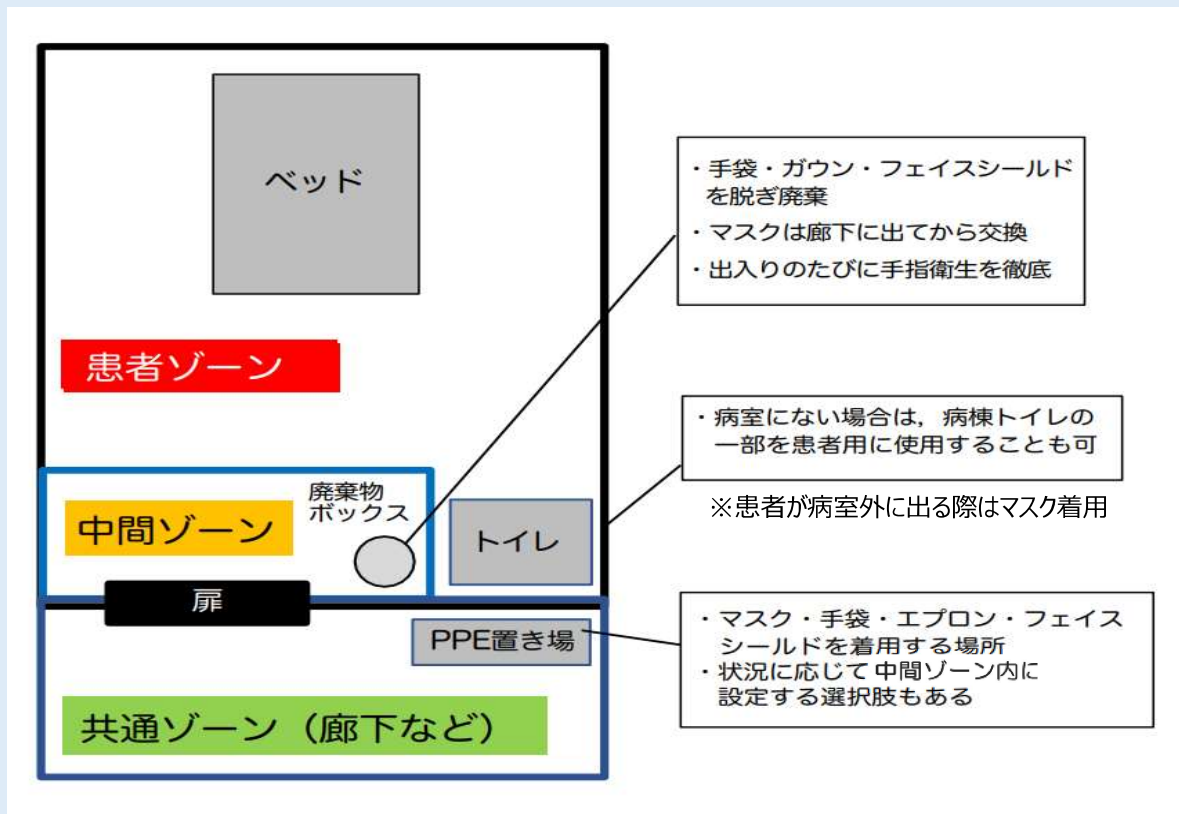 ベッド
・手袋・ガウン・フェイスシールド
を脱ぎ廃棄
・マスクは廊下に出てから交換
・出入りのたびに手指衛生を徹底
患者ゾーン
・病室にない場合は，病棟トイレの
一部を患者用に使用することも可
※患者が病室外に出る際はマスク着用
廃棄物
ボックス
中間ゾーン
トイレ
扉
PPE置き場
・マスク・手袋・エプロン・フェイス
シールドを着用する場所
・状況に応じて中間ゾーン内に
設定する選択肢もある
共通ゾーン（廊下など）